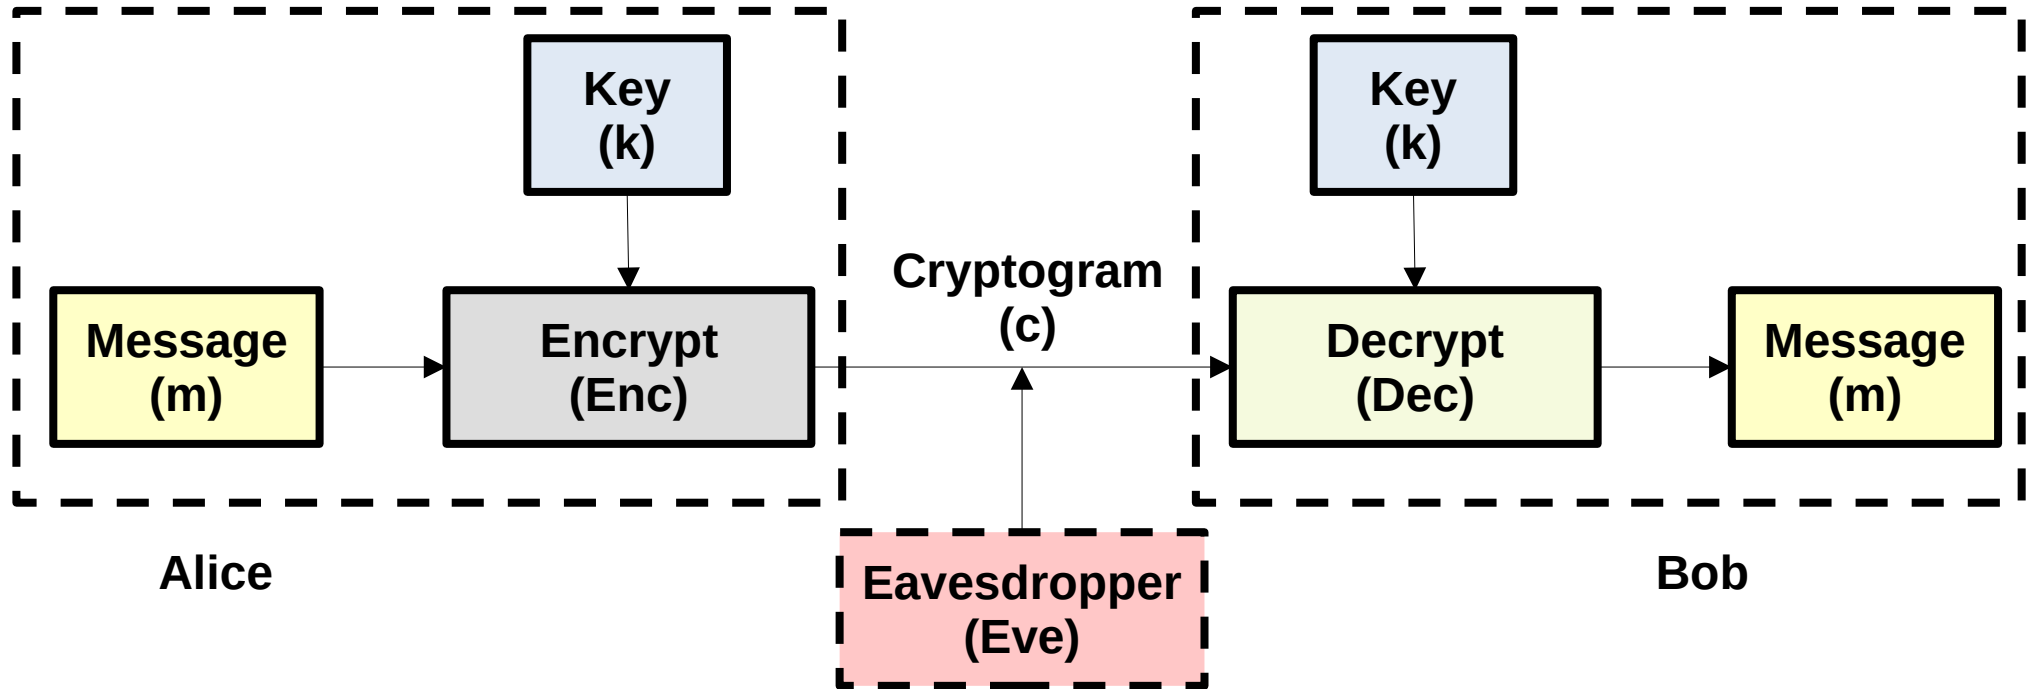 Key
(k)
Key
(k)
Cryptogram
(c)
Message
(m)
Encrypt
(Enc)
Decrypt
(Dec)
Message
(m)
Alice
Eavesdropper
(Eve)
Bob